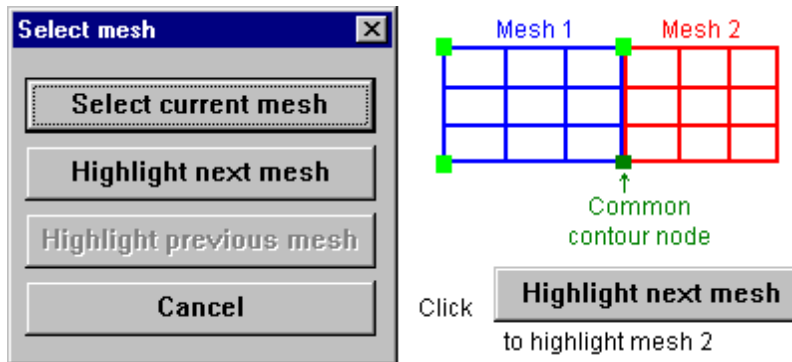 Select mesh
Select current mesh
Highlight next mesh
Highlight previous mesh
Cancel
Mesh 1 Mesh 2
Common
contour node
Click Highlight next mesh
to highlight mesh 2